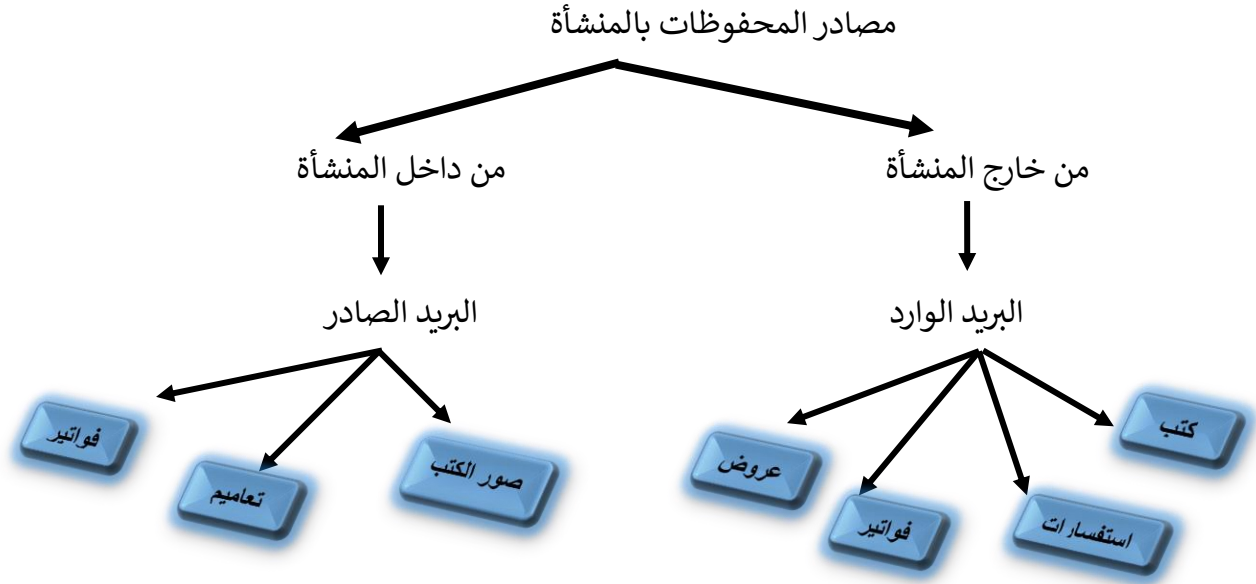 مصادر المحفوظات بالمنشأة
من خارج المنشأة
من داخل المنشأة
البريد الوارد
البريد الصادر
كتب
استفسارات
فواتير
عروض
صور الكتب
تعاميم
فواتير